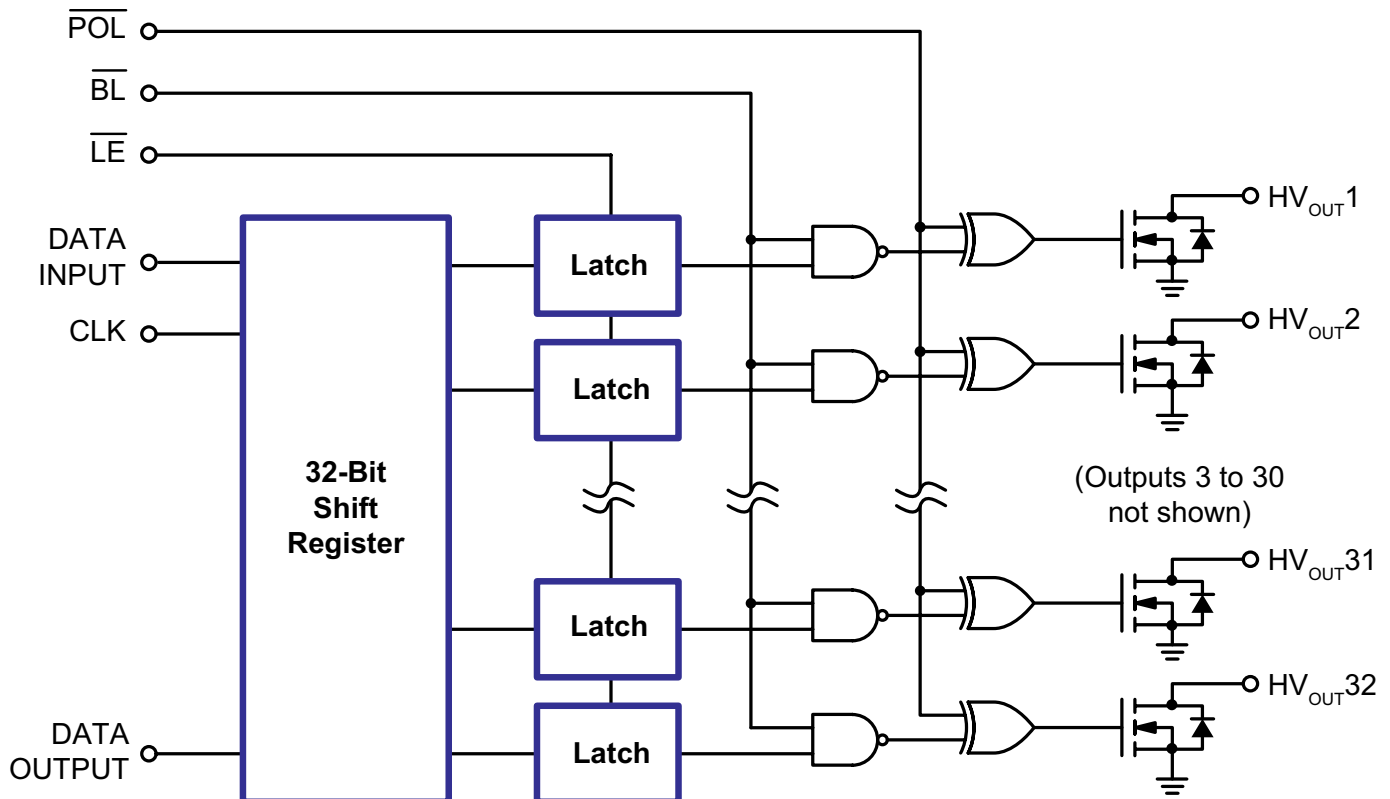 POL
BL
LE
DATA
INPUT
CLK
DATA
OUTPUT
32-Bit
Shift
Register
Latch
Latch
Latch
Latch
HVOUT1
HVOUT2
(Outputs 3 to 30
not shown)
HVOUT31
HVOUT32